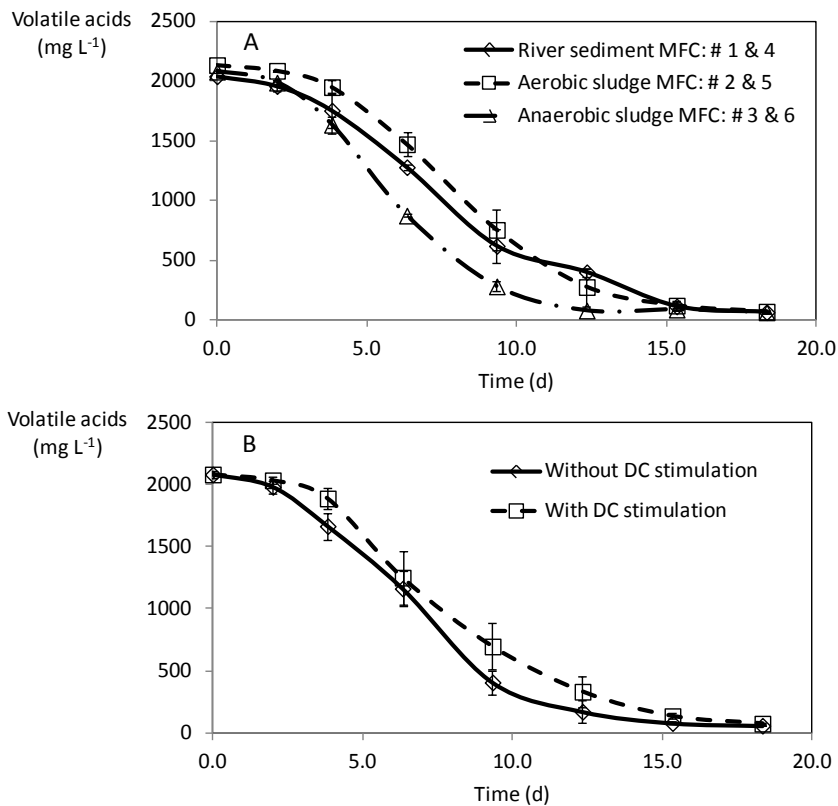 Volatile acids
(mg L⁻¹)
2500
2000
1500
1000
500
0
A
River sediment MFC: # 1 & 4
Aerobic sludge MFC: # 2 & 5
Anaerobic sludge MFC: # 3 & 6
0.0 5.0 10.0 15.0 20.0
Time (d)
Volatile acids
(mg L⁻¹)
2500
2000
1500
1000
500
0
B
Without DC stimulation
With DC stimulation
0.0 5.0 10.0 15.0 20.0
Time (d)